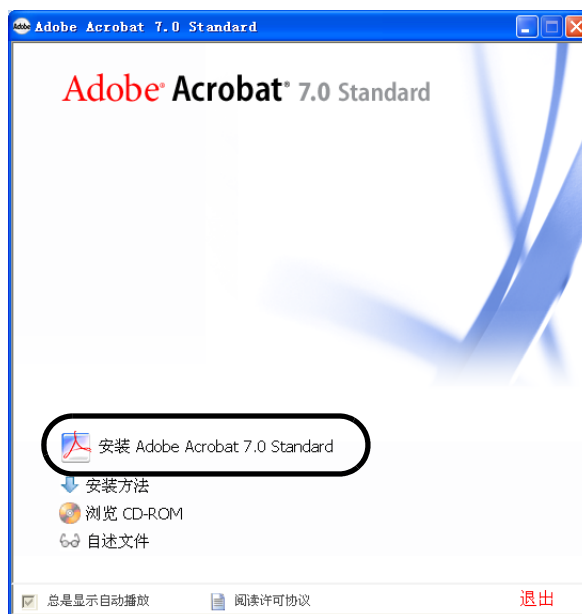 Adobe Adobe Acrobat 7.0 Standard
Adobe® Acrobat® 7.0 Standard
安装 Adobe Acrobat 7.0 Standard
安装方法
浏览 CD-ROM
自述文件
总是显示自动播放 阅读许可协议 退出